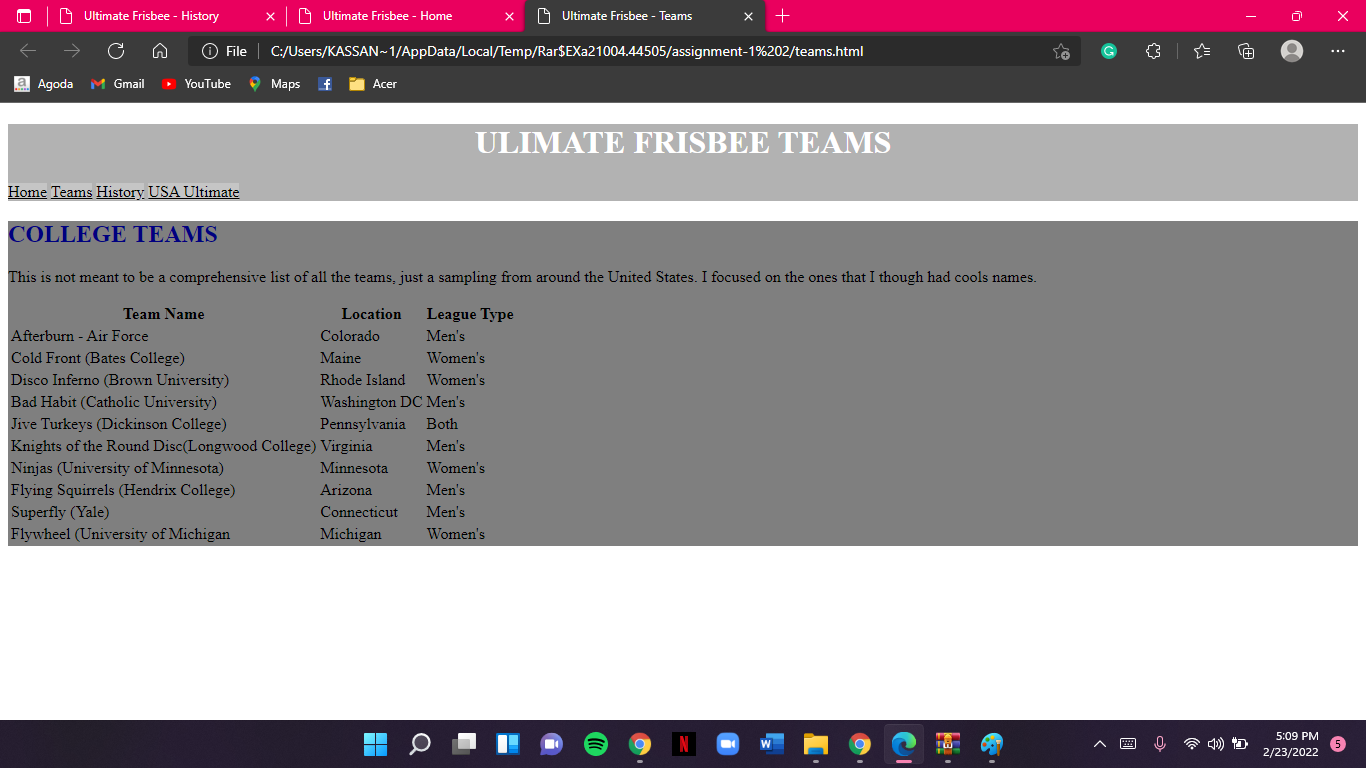 Ultimate Frisbee - History
Ultimate Frisbee - Home
Ultimate Frisbee - Teams
File C:/Users/KASSAN~1/AppData/Local/Temp/Rar$EXa21004.44505/assignment-1%202/teams.html
Agoda Gmail YouTube Maps Acer
ULIMATE FRISBEE TEAMS
Home Teams History USA Ultimate
COLLEGE TEAMS
This is not meant to be a comprehensive list of all the teams, just a sampling from around the United States. I focused on the ones that I though had cools names.
Team Name Location League Type
Afterburn - Air Force Colorado Men's
Cold Front (Bates College) Maine Women's
Disco Inferno (Brown University) Rhode Island Women's
Bad Habit (Catholic University) Washington DC Men's
Jive Turkeys (Dickinson College) Pennsylvania Both
Knights of the Round Disc(Longwood College) Virginia Men's
Ninjas (University of Minnesota) Minnesota Women's
Flying Squirrels (Hendrix College) Arizona Men's
Superfly (Yale) Connecticut Men's
Flywheel (University of Michigan Michigan Women's
5:09 PM
2/23/2022
5